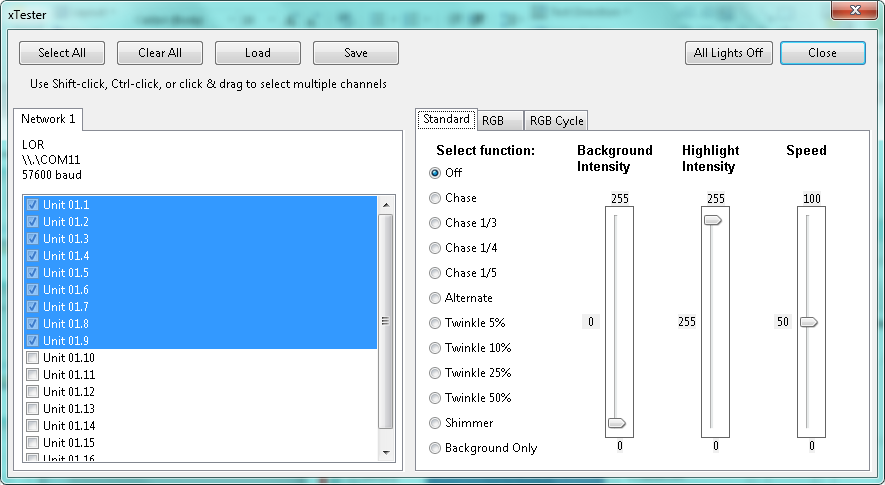 xTester
Select All Clear All Load Save All Lights Off Close
Use Shift-click, Ctrl-click, or click & drag to select multiple channels
Network 1
LOR
\\.\COM11
57600 baud
Unit 01.1
Unit 01.2
Unit 01.3
Unit 01.4
Unit 01.5
Unit 01.6
Unit 01.7
Unit 01.8
Unit 01.9
Unit 01.10
Unit 01.11
Unit 01.12
Unit 01.13
Unit 01.14
Unit 01.15
Unit 01.16
Standard RGB RGB Cycle
Select function:
Off
Chase
Chase 1/3
Chase 1/4
Chase 1/5
Alternate
Twinkle 5%
Twinkle 10%
Twinkle 25%
Twinkle 50%
Shimmer
Background Only
Background
Intensity
255
0
0
Highlight
Intensity
255
255
0
Speed
100
50
0